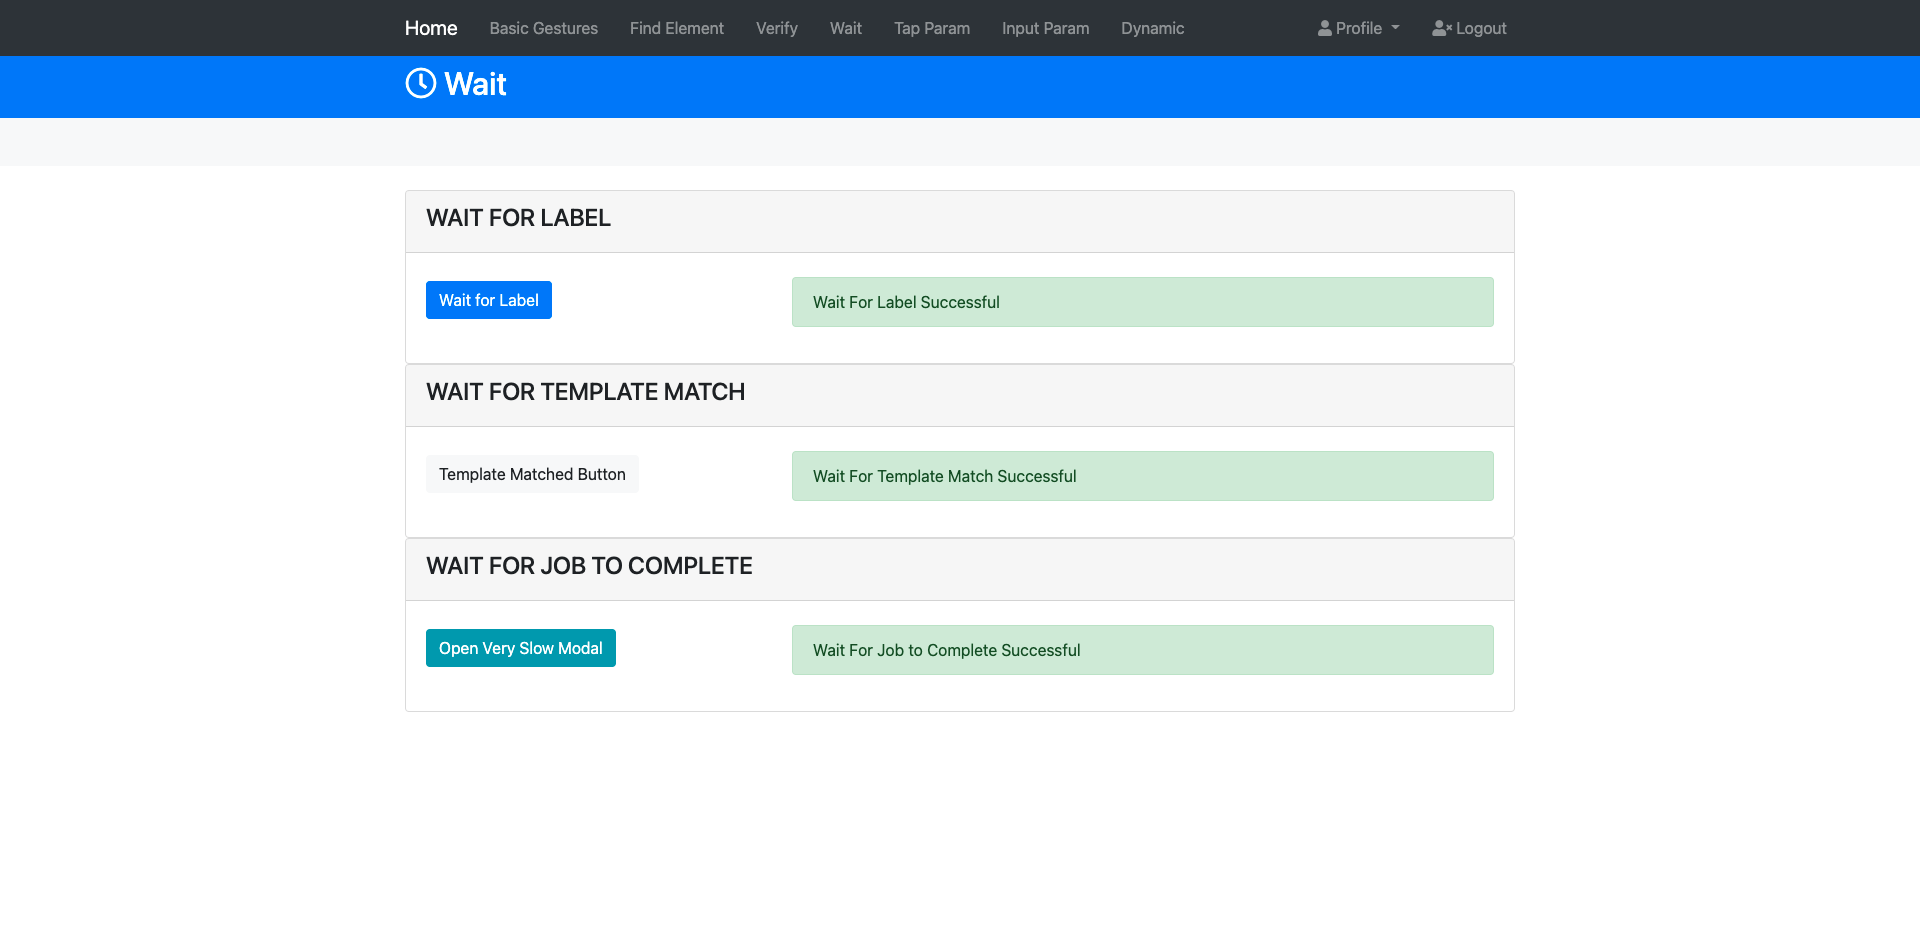 Home Basic Gestures Find Element Verify Wait Tap Param Input Param Dynamic Profile Logout
Wait
WAIT FOR LABEL
Wait for Label Wait For Label Successful
WAIT FOR TEMPLATE MATCH
Template Matched Button Wait For Template Match Successful
WAIT FOR JOB TO COMPLETE
Open Very Slow Modal Wait For Job to Complete Successful